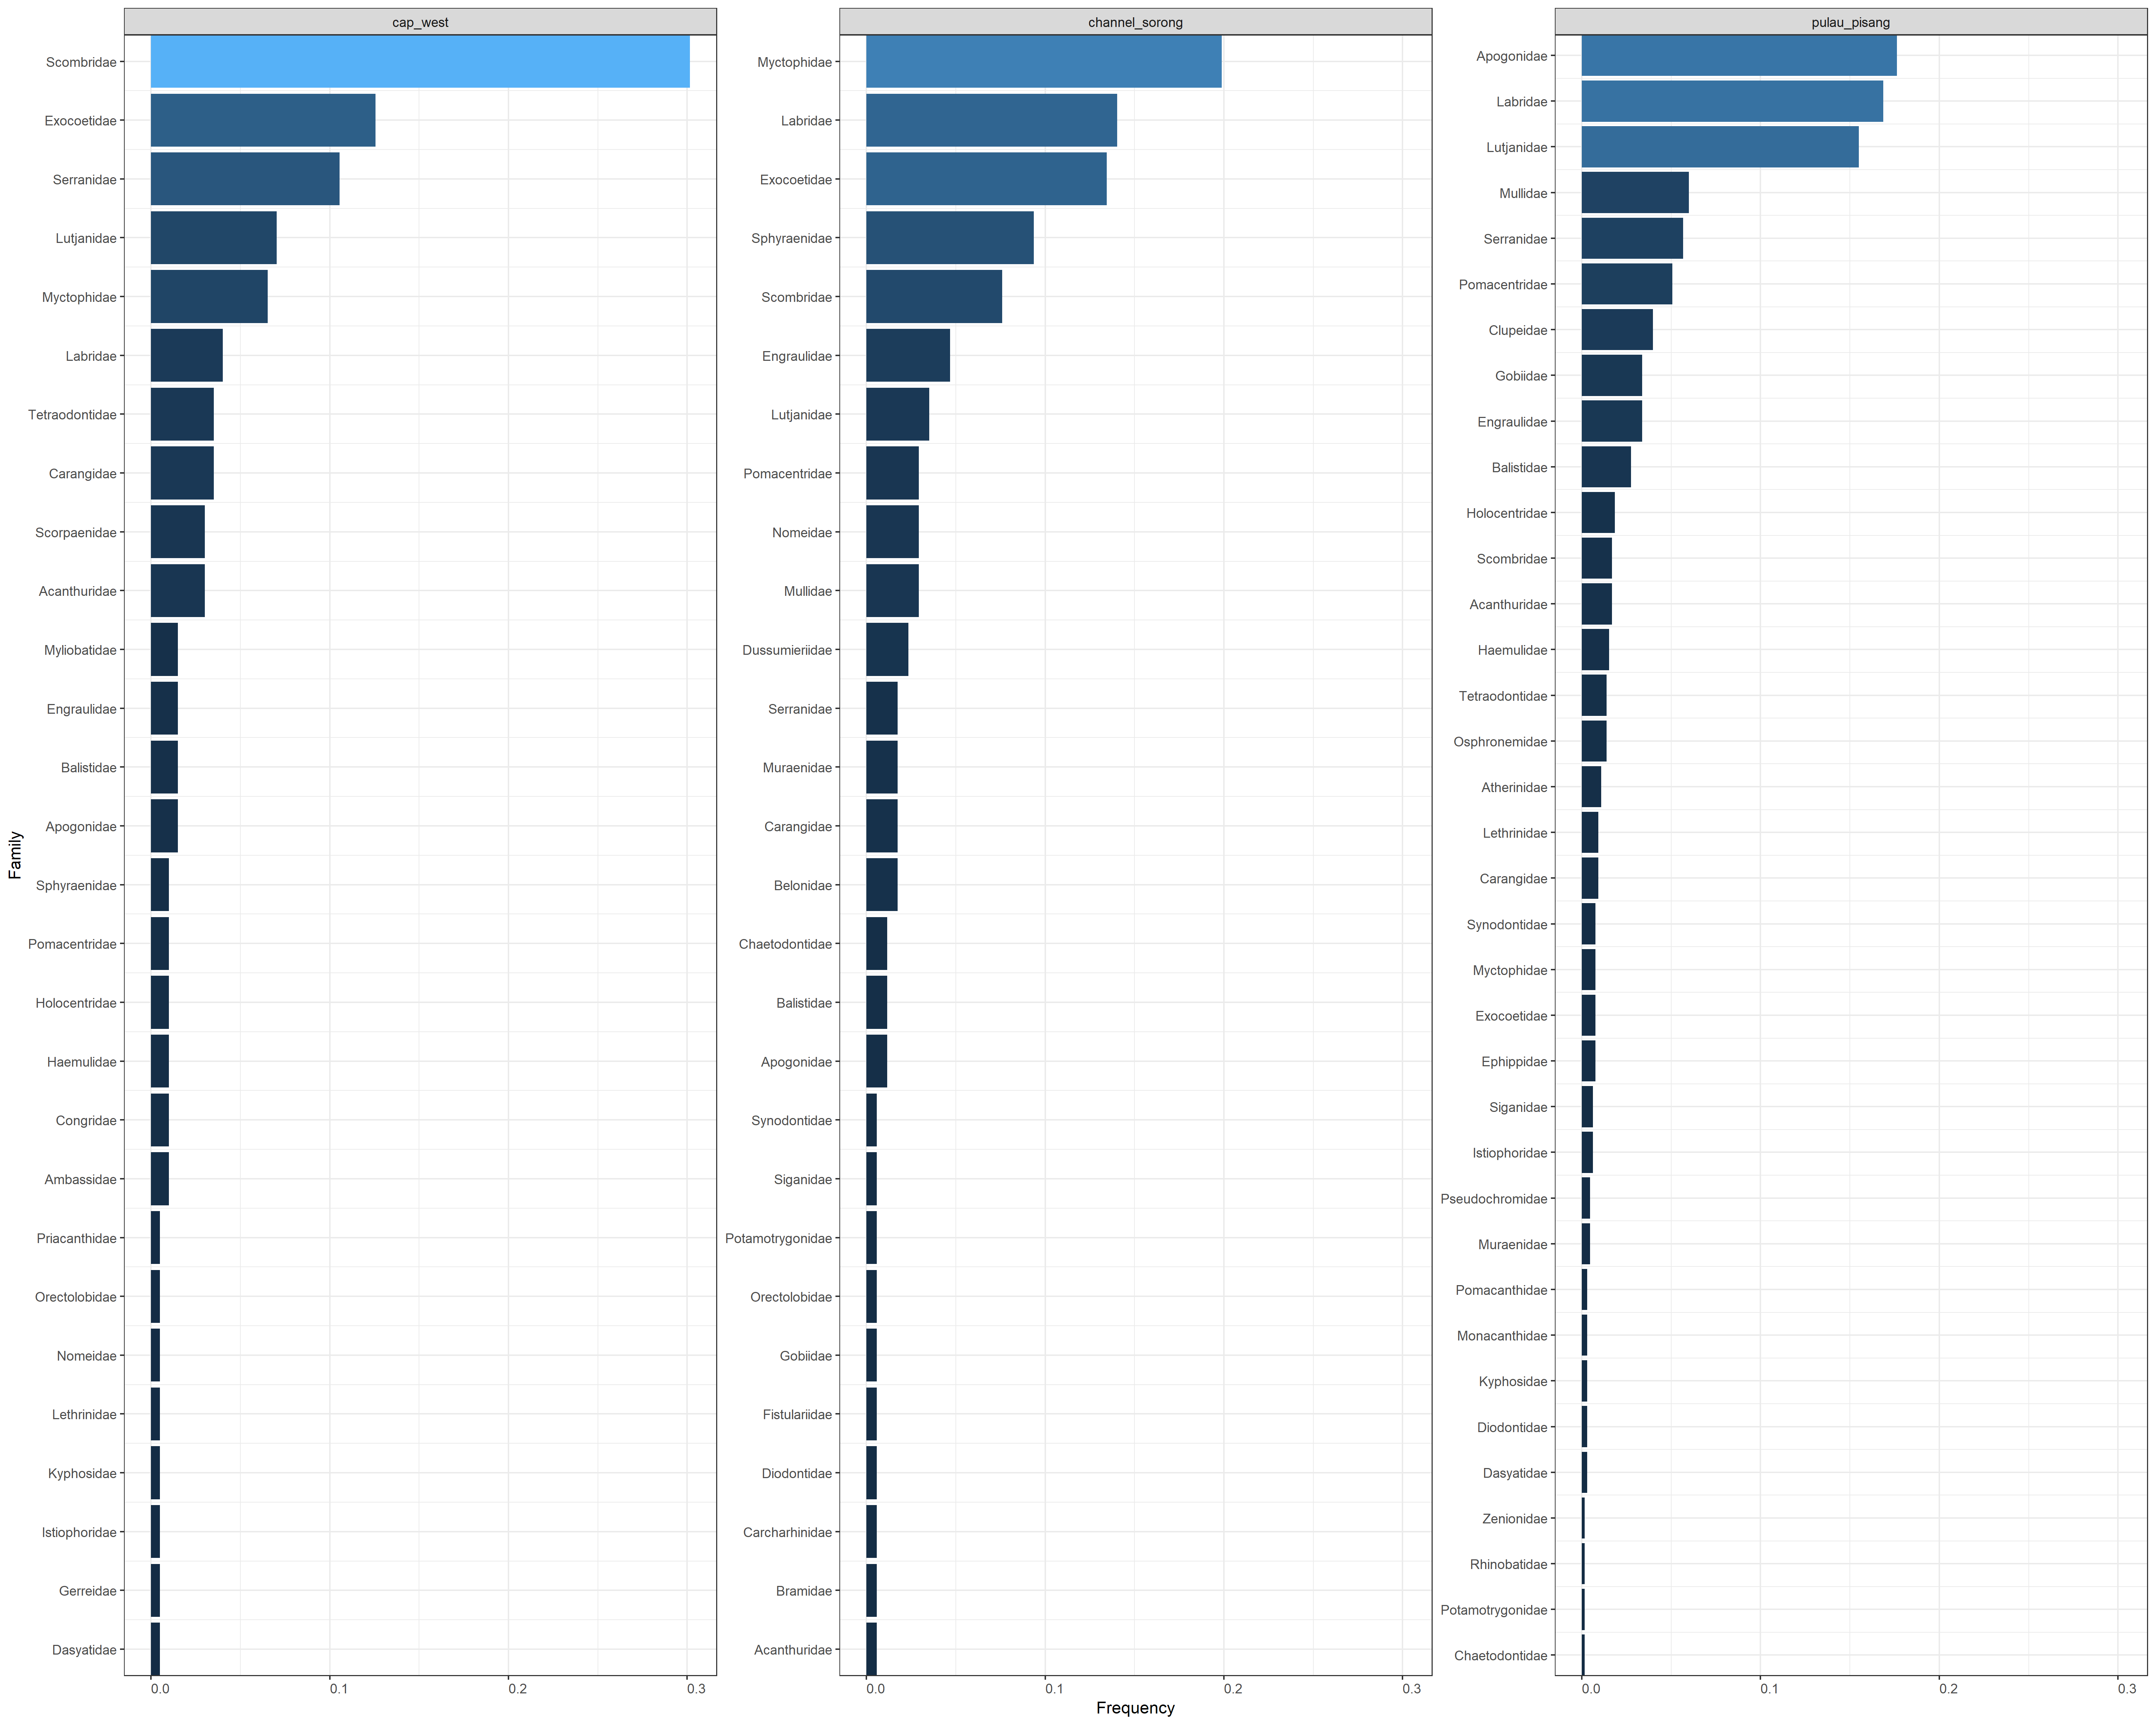 cap_west
Scombridae
Exocoetidae
Serranidae
Lutjanidae
Myctophidae
Labridae
Tetraodontidae
Carangidae
Scorpaenidae
Acanthuridae
Myliobatidae
Engraulidae
Balistidae
Apogonidae
Sphyraenidae
Pomacentridae
Holocentridae
Haemulidae
Congridae
Ambassidae
Priacanthidae
Orectolobidae
Nomeidae
Lethrinidae
Kyphosidae
Istiophoridae
Gerreidae
Dasyatidae
0.0 0.1 0.2 0.3
channel_sorong
Myctophidae
Labridae
Exocoetidae
Sphyraenidae
Scombridae
Engraulidae
Lutjanidae
Pomacentridae
Nomeidae
Mullidae
Dussumieriidae
Serranidae
Muraenidae
Carangidae
Belonidae
Chaetodontidae
Balistidae
Apogonidae
Synodontidae
Siganidae
Potamotrygonidae
Orectolobidae
Gobiidae
Fistulariidae
Diodontidae
Carcharhinidae
Bramidae
Acanthuridae
0.0 0.1 0.2 0.3
pulau_pisang
Apogonidae
Labridae
Lutjanidae
Mullidae
Serranidae
Pomacentridae
Clupeidae
Gobiidae
Engraulidae
Balistidae
Holocentridae
Scombridae
Acanthuridae
Haemulidae
Tetraodontidae
Osphronemidae
Atherinidae
Lethrinidae
Carangidae
Synodontidae
Myctophidae
Exocoetidae
Ephippidae
Siganidae
Istiophoridae
Pseudochromidae
Muraenidae
Pomacanthidae
Monacanthidae
Kyphosidae
Diodontidae
Dasyatidae
Zenionidae
Rhinobatidae
Potamotrygonidae
Chaetodontidae
0.0 0.1 0.2 0.3
Family
Frequency